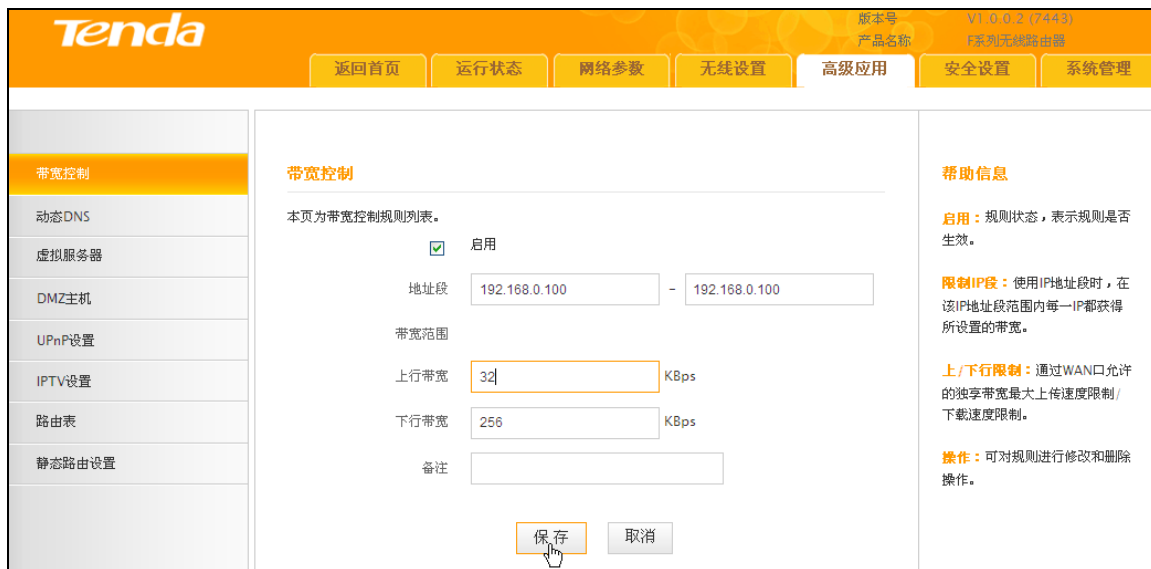 Tenda
版本号 V1.0.0.2 (7443)
产品名称 F系列无线路由器
返回首页 运行状态 网络参数 无线设置 高级应用 安全设置 系统管理
带宽控制
动态DNS
虚拟服务器
DMZ主机
UPnP设置
IPTV设置
路由表
静态路由设置
带宽控制
本页为带宽控制规则列表。
启用
地址段 192.168.0.100 - 192.168.0.100
带宽范围
上行带宽 32 KBps
下行带宽 256 KBps
备注
保存 取消
帮助信息
启用：规则状态，表示规则是否
生效。
限制IP段：使用IP地址段时，在
该IP地址段范围内每一IP都获得
所设置的带宽。
上/下行限制：通过WAN口允许
的独享带宽最大上传速度限制/
下载速度限制。
操作：可对规则进行修改和删除
操作。